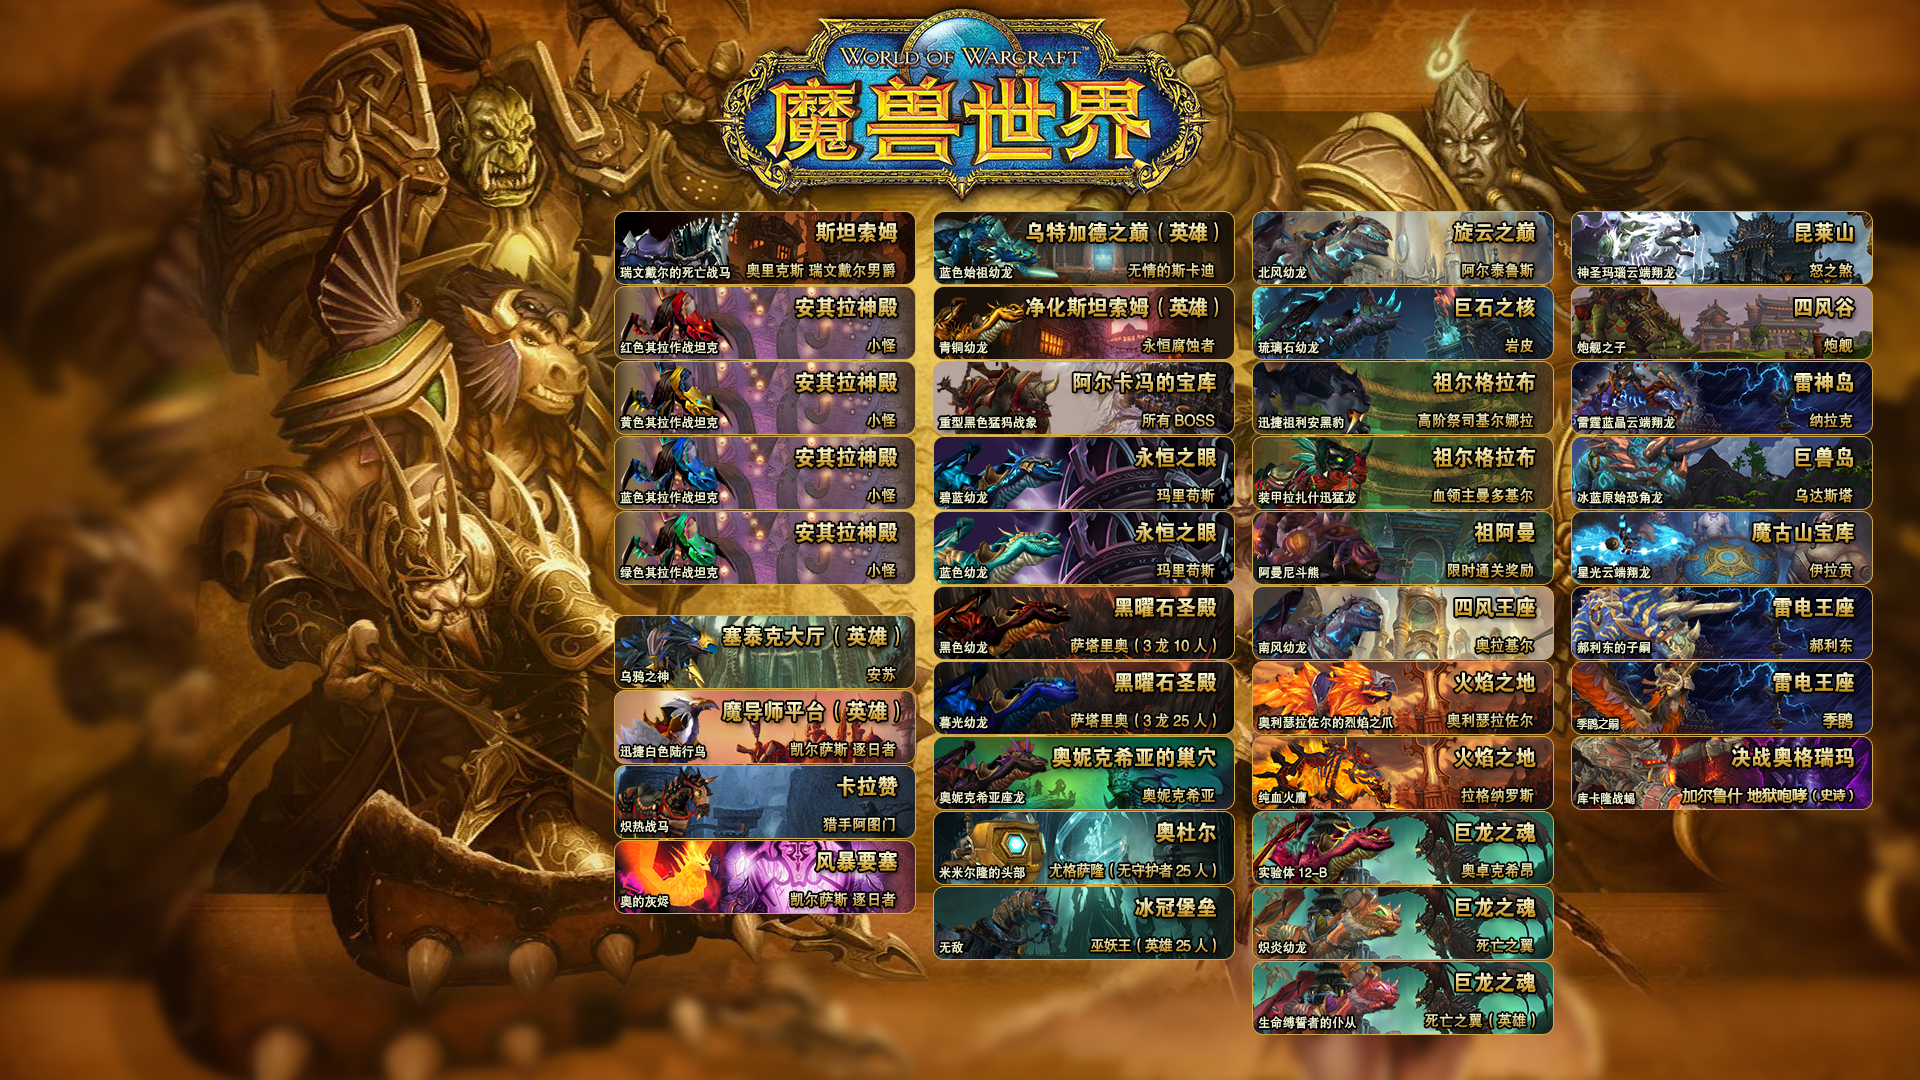 WORLD OF WARCRAFT™
魔兽世界
斯坦索姆
瑞文戴尔的死亡战马 奥里克斯 瑞文戴尔男爵
安其拉神殿
红色其拉作战坦克 小怪
安其拉神殿
黄色其拉作战坦克 小怪
安其拉神殿
蓝色其拉作战坦克 小怪
安其拉神殿
绿色其拉作战坦克 小怪
塞泰克大厅（英雄）
乌鸦之神 安苏
魔导师平台（英雄）
迅捷白色陆行鸟 凯尔萨斯 逐日者
卡拉赞
炽热战马 猎手阿图门
风暴要塞
奥的灰烬 凯尔萨斯 逐日者
乌特加德之巅（英雄）
蓝色始祖幼龙 无情的斯卡迪
净化斯坦索姆（英雄）
青铜幼龙 永恒腐蚀者
阿尔卡冯的宝库
重型黑色猛犸战象 所有 BOSS
永恒之眼
碧蓝幼龙 玛里苟斯
永恒之眼
蓝色幼龙 玛里苟斯
黑曜石圣殿
黑色幼龙 萨塔里奥（3 龙 10 人）
黑曜石圣殿
暮光幼龙 萨塔里奥（3 龙 25 人）
奥妮克希亚的巢穴
奥妮克希亚座龙 奥妮克希亚
奥杜尔
米米尔隆的头部 尤格萨隆（无守护者 25 人）
冰冠堡垒
无敌 巫妖王（英雄 25 人）
旋云之巅
北风幼龙 阿尔泰鲁斯
巨石之核
琉璃石幼龙 岩皮
祖尔格拉布
迅捷祖利安黑豹 高阶祭司基尔娜拉
祖尔格拉布
装甲拉扎什迅猛龙 血领主曼多基尔
祖阿曼
阿曼尼斗熊 限时通关奖励
四风王座
南风幼龙 奥拉基尔
火焰之地
奥利瑟拉佐尔的烈焰之爪 奥利瑟拉佐尔
火焰之地
纯血火鹰 拉格纳罗斯
巨龙之魂
实验体 12-B 奥卓克希昂
巨龙之魂
炽炎幼龙 死亡之翼
巨龙之魂
生命缚誓者的仆从 死亡之翼（英雄）
昆莱山
神圣玛瑙云端翔龙 怒之煞
四风谷
炮舰之子 炮舰
雷神岛
雷霆蓝晶云端翔龙 纳拉克
巨兽岛
冰蓝原始恐角龙 乌达斯塔
魔古山宝库
星光云端翔龙 伊拉贡
雷电王座
郝利东的子嗣 郝利东
雷电王座
季鹍之嗣 季鹍
决战奥格瑞玛
库卡隆战蝎 加尔鲁什 地狱咆哮（史诗）